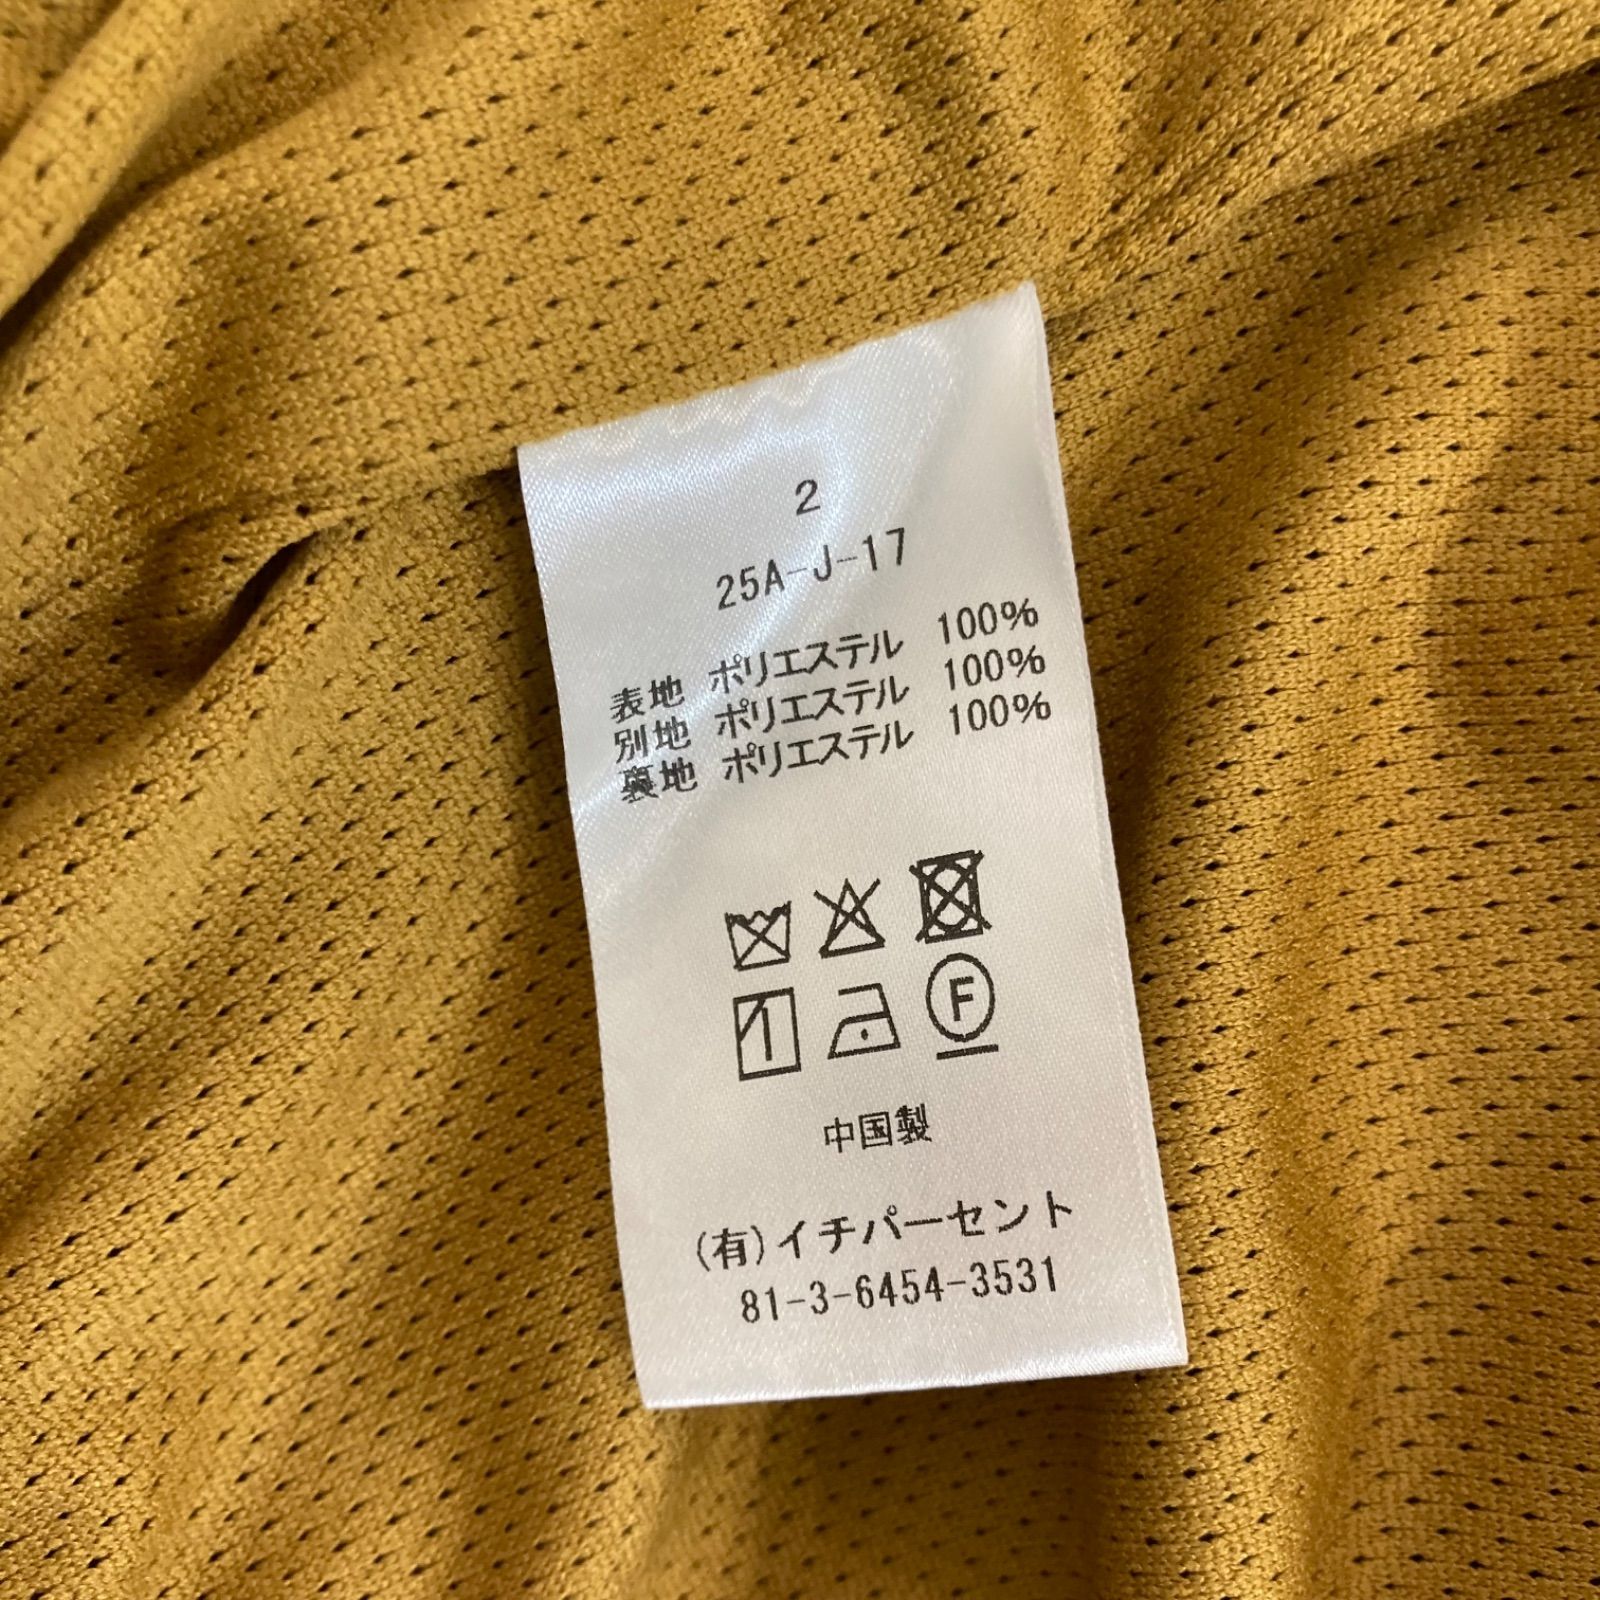 2
25A-J-17
表地 ポリエステル 100%
別地 ポリエステル 100%
裏地 ポリエステル 100%
F
中国製
(有)イチパーセント
81-3-6454-3531